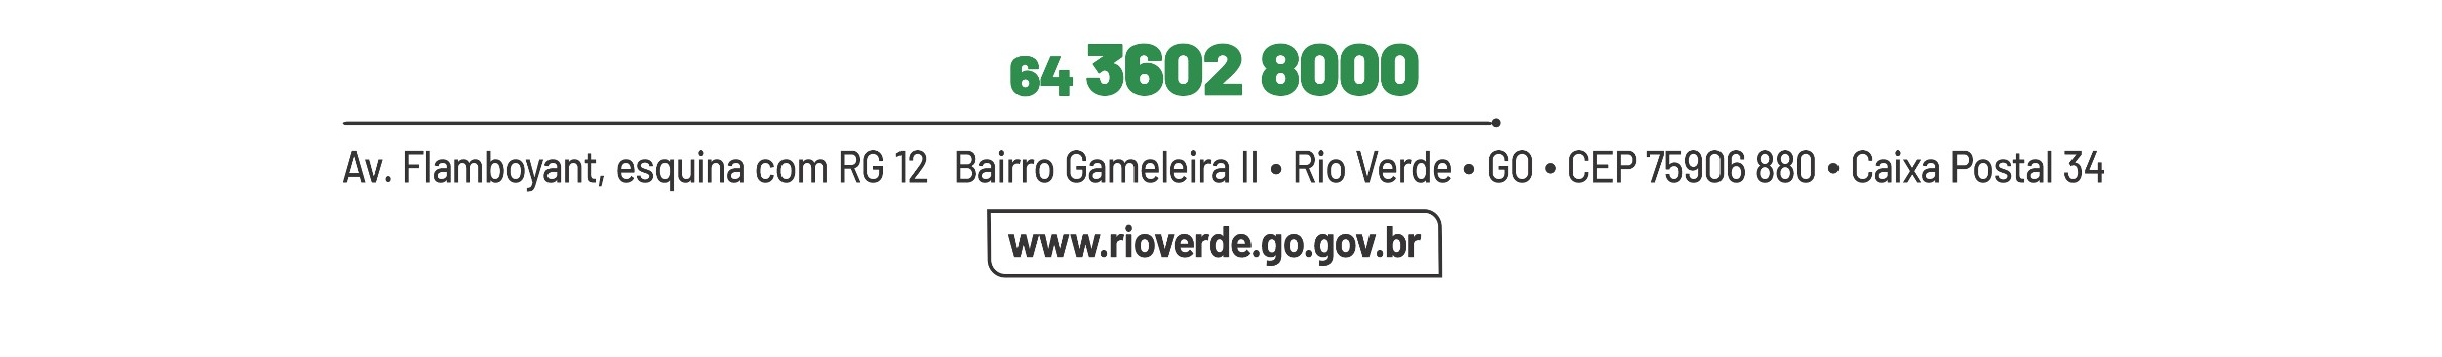 64 3602 8000
Av. Flamboyant, esquina com RG 12 Bairro Gameleira II • Rio Verde • GO • CEP 75906 880 • Caixa Postal 34
www.rioverde.go.gov.br